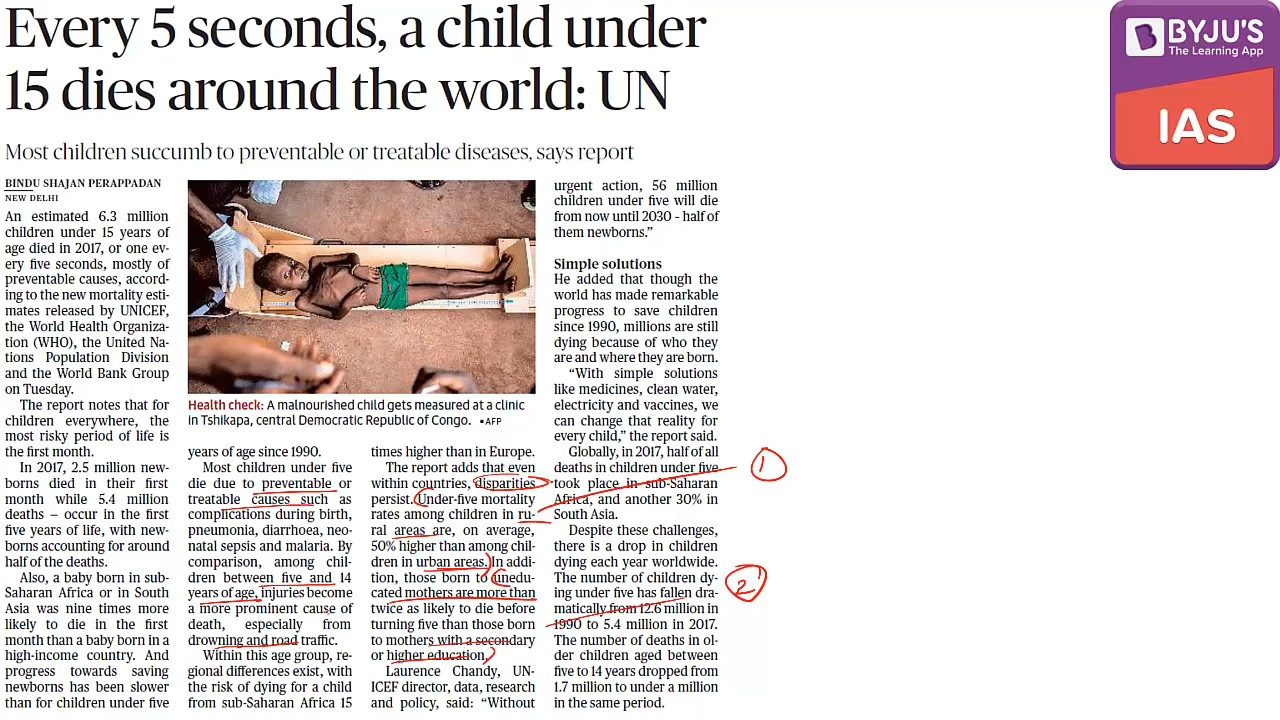 Every 5 seconds, a child under
15 dies around the world: UN
Most children succumb to preventable or treatable diseases, says report
BINDU SHAJAN PERAPPADAN
NEW DELHI
An estimated 6.3 million
children under 15 years of
age died in 2017, or one ev-
ery five seconds, mostly of
preventable causes, accord-
ing to the new mortality esti-
mates released by UNICEF,
the World Health Organiza-
tion (WHO), the United Na-
tions Population Division
and the World Bank Group
on Tuesday.
The report notes that for
children everywhere, the
most risky period of life is
the first month.
In 2017, 2.5 million new-
borns died in their first
month while 5.4 million
deaths – occur in the first
five years of life, with new-
borns accounting for around
half of the deaths.
Also, a baby born in sub-
Saharan Africa or in South
Asia was nine times more
likely to die in the first
month than a baby born in a
high-income country. And
progress towards saving
newborns has been slower
than for children under five
Health check: A malnourished child gets measured at a clinic
in Tshikapa, central Democratic Republic of Congo. ▪AFP
years of age since 1990.
Most children under five
die due to preventable or
treatable causes such as
complications during birth,
pneumonia, diarrhoea, neo-
natal sepsis and malaria. By
comparison, among chil-
dren between five and 14
years of age, injuries become
a more prominent cause of
death, especially from
drowning and road traffic.
Within this age group, re-
gional differences exist, with
the risk of dying for a child
from sub-Saharan Africa 15
times higher than in Europe.
The report adds that even
within countries, disparities
persist. Under-five mortality
rates among children in ru-
ral areas are, on average,
50% higher than among chil-
dren in urban areas. In addi-
tion, those born to unedu-
cated mothers are more than
twice as likely to die before
turning five than those born
to mothers with a secondary
or higher education.
Laurence Chandy, UN-
ICEF director, data, research
and policy, said: “Without
urgent action, 56 million
children under five will die
from now until 2030 – half of
them newborns.”
Simple solutions
He added that though the
world has made remarkable
progress to save children
since 1990, millions are still
dying because of who they
are and where they are born.
“With simple solutions
like medicines, clean water,
electricity and vaccines, we
can change that reality for
every child,” the report said.
Globally, in 2017, half of all
deaths in children under five
took place in sub-Saharan
Africa, and another 30% in
South Asia.
Despite these challenges,
there is a drop in children
dying each year worldwide.
The number of children dy-
ing under five has fallen dra-
matically from 12.6 million in
1990 to 5.4 million in 2017.
The number of deaths in ol-
der children aged between
five to 14 years dropped from
1.7 million to under a million
in the same period.
1
2
BYJU'S
The Learning App
IAS